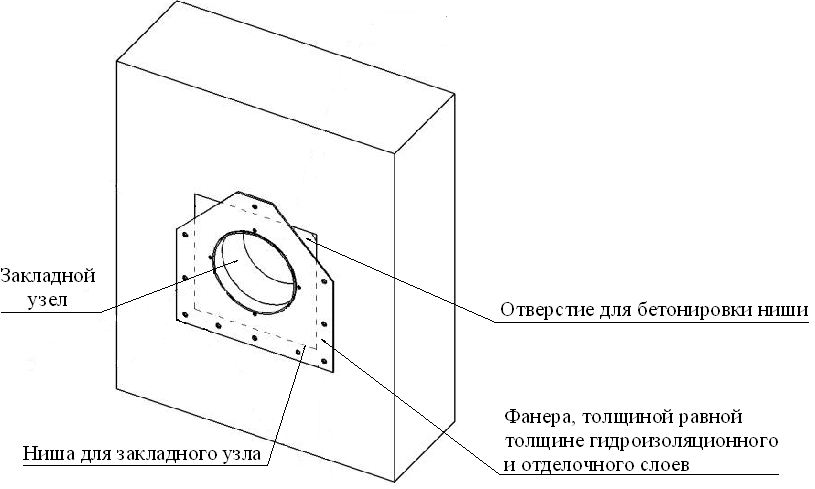 Закладной
узел
Отверстие для бетонировки ниши
Фанера, толщиной равной
толщине гидроизоляционного
и отделочного слоев
Ниша для закладного узла